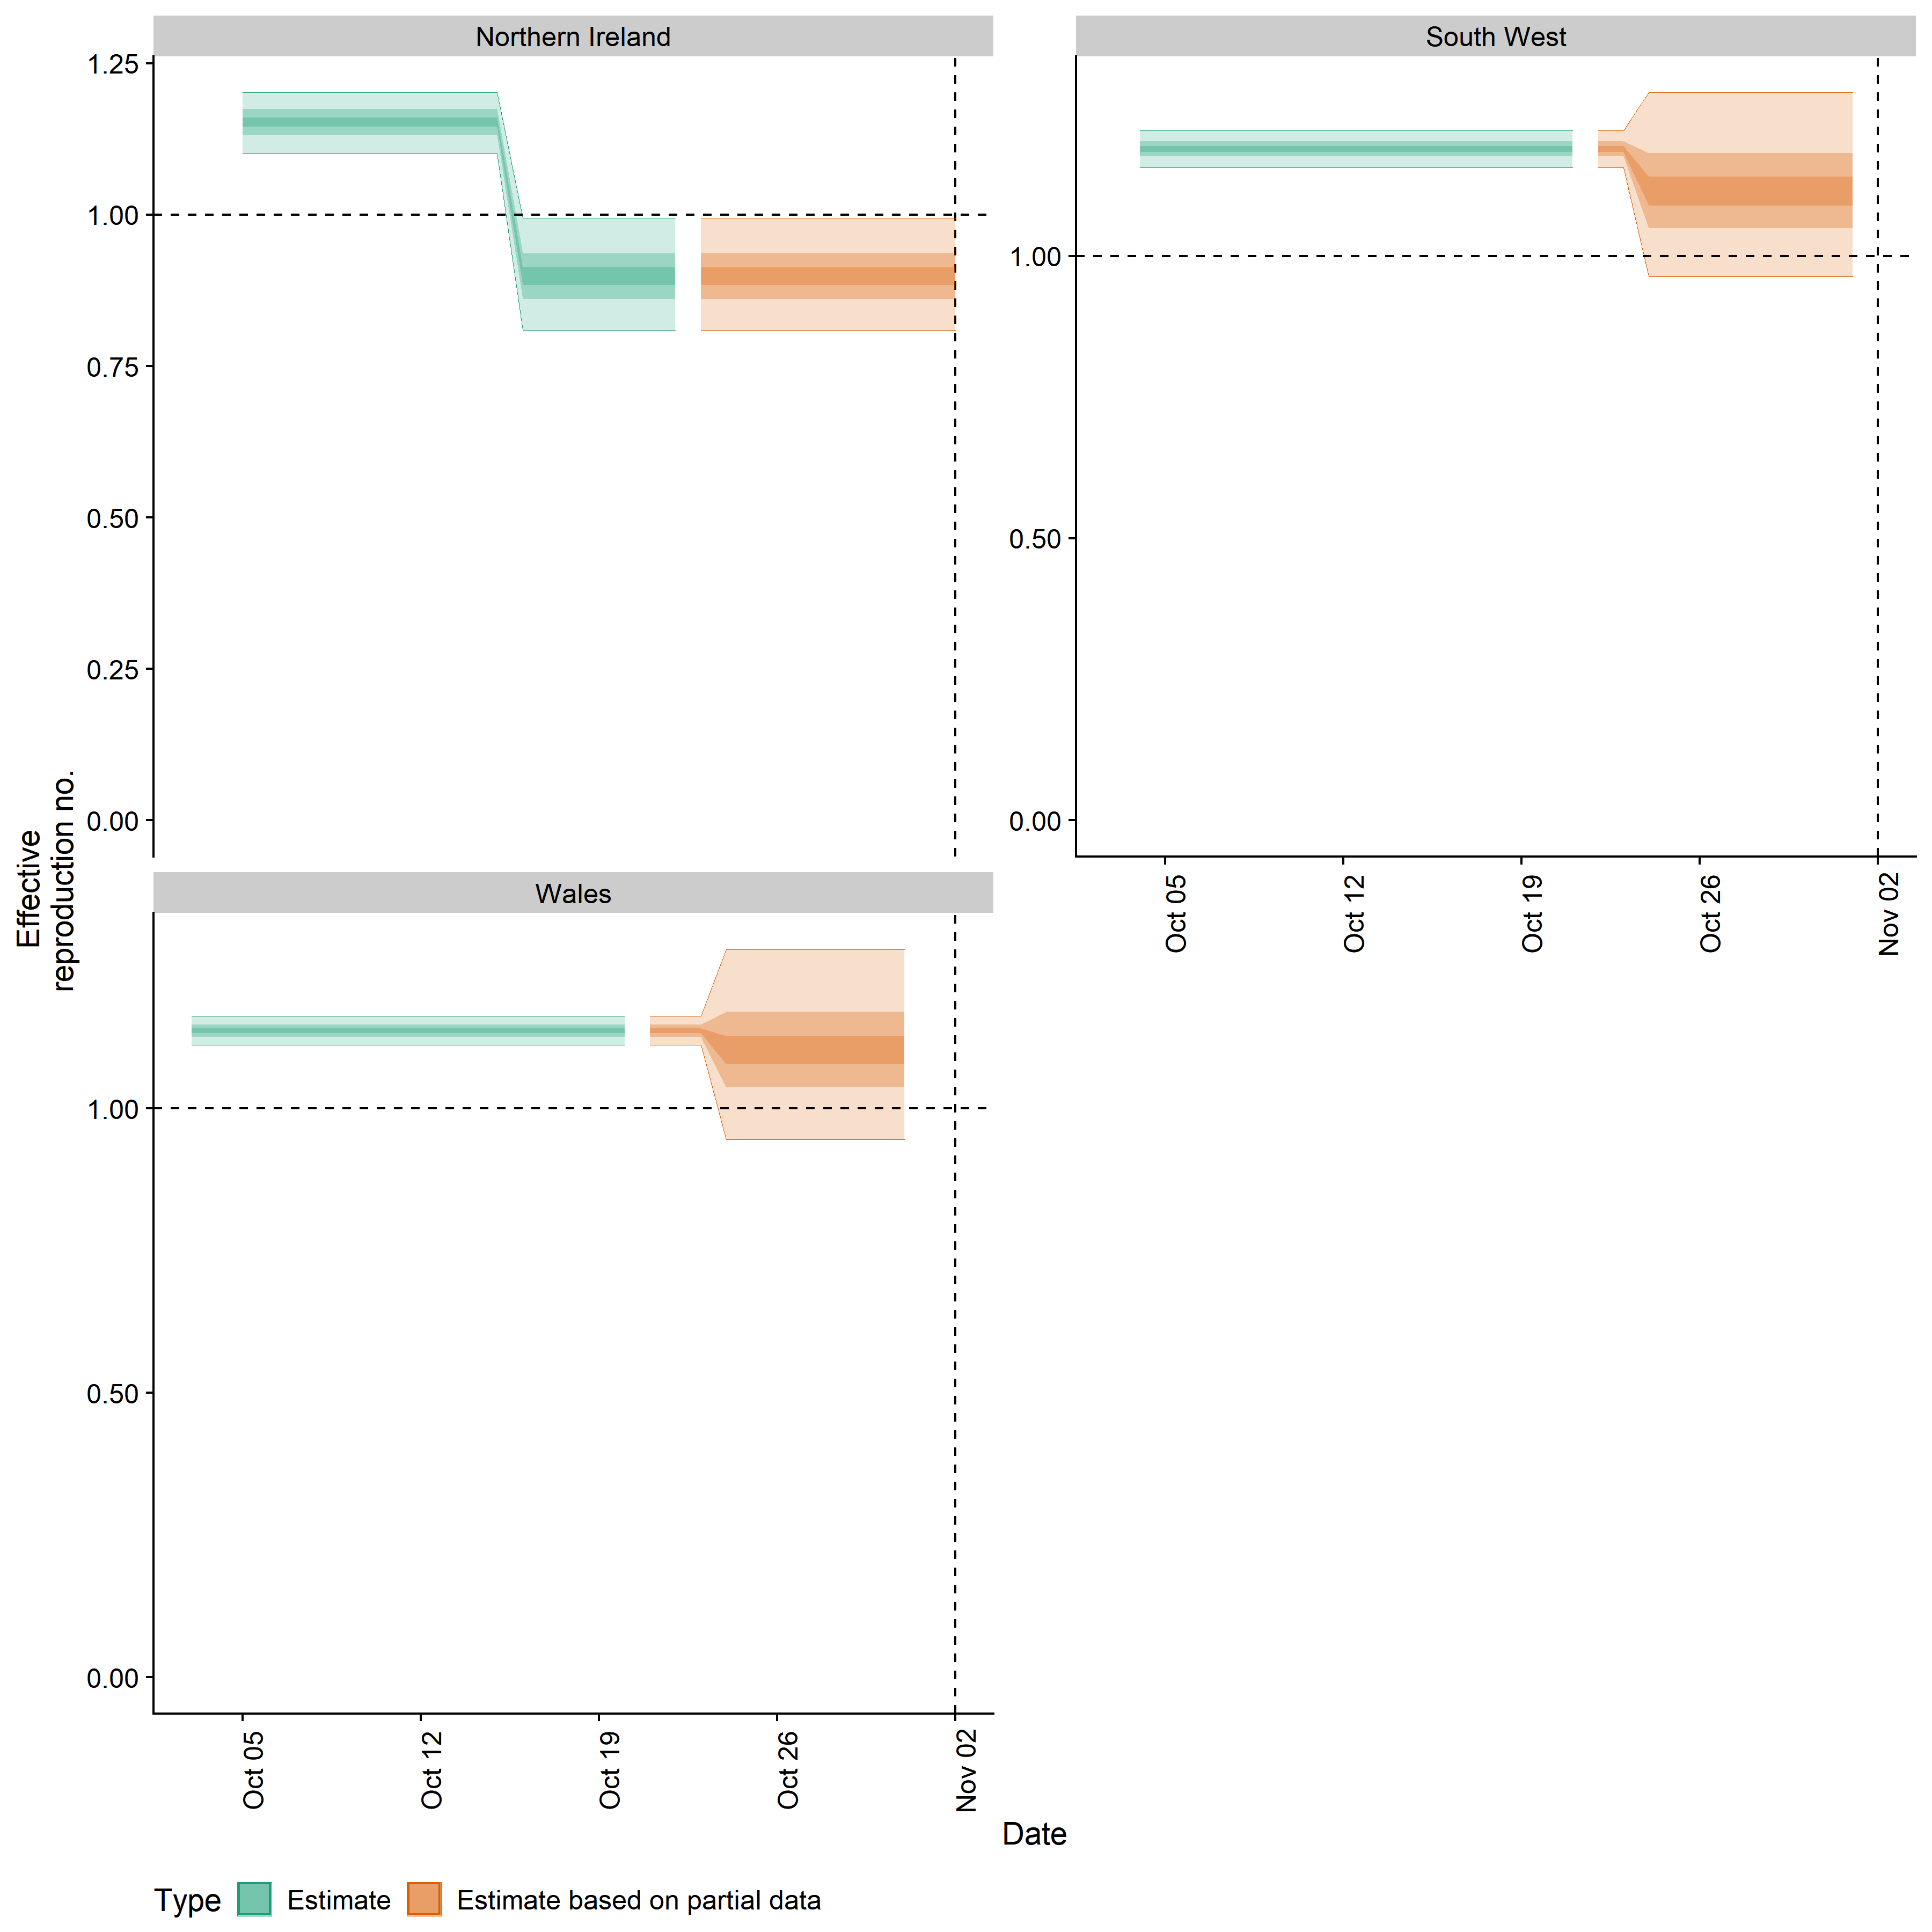 Northern Ireland
South West
1.25
1.00
0.75
0.50
0.25
0.00
1.00
0.50
0.00
Oct 05
Oct 12
Oct 19
Oct 26
Nov 02
Effective
reproduction no.
Wales
1.00
0.50
0.00
Oct 05
Oct 12
Oct 19
Oct 26
Nov 02
Date
Type Estimate Estimate based on partial data